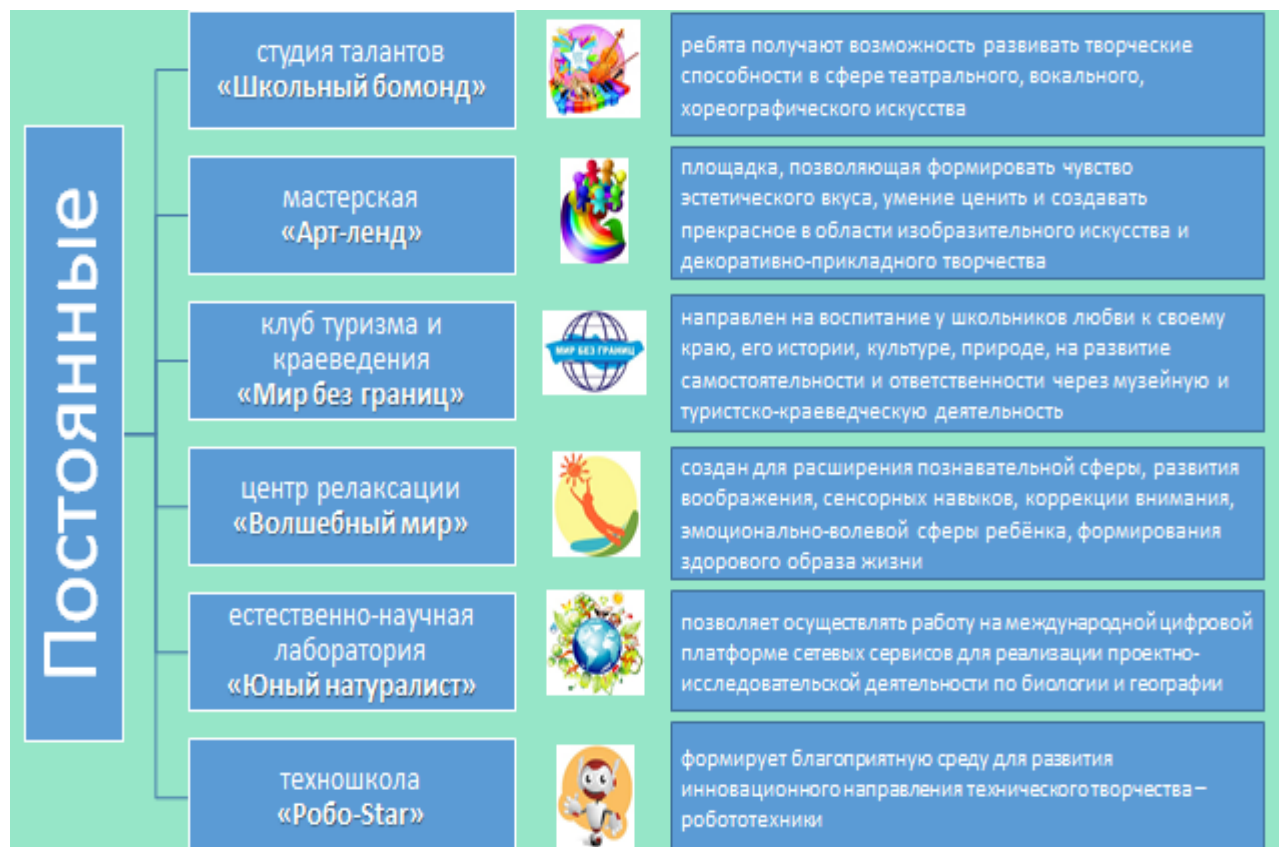 Постоянные
студия талантов
«Школьный бомонд»
ребята получают возможность развивать творческие
способности в сфере театрального, вокального,
хореографического искусства
мастерская
«Арт-ленд»
площадка, позволяющая формировать чувство
эстетического вкуса, умение ценить и создавать
прекрасное в области изобразительного искусства и
декоративно-прикладного творчества
клуб туризма и
краеведения
«Мир без границ»
МИР БЕЗ ГРАНИЦ
направлен на воспитание у школьников любви к своему
краю, его истории, культуре, природе, на развитие
самостоятельности и ответственности через музейную и
туристско-краеведческую деятельность
центр релаксации
«Волшебный мир»
создан для расширения познавательной сферы, развития
воображения, сенсорных навыков, коррекции внимания,
эмоционально-волевой сферы ребёнка, формирования
здорового образа жизни
естественно-научная
лаборатория
«Юный натуралист»
позволяет осуществлять работу на международной цифровой
платформе сетевых сервисов для реализации проектно-
исследовательской деятельности по биологии и географии
техношкола
«Робо-Star»
формирует благоприятную среду для развития
инновационного направления технического творчества –
робототехники